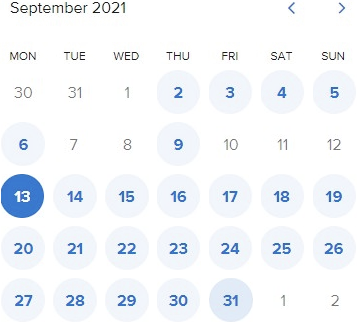 September 2021
MON TUE WED THU FRI SAT SUN
30 31 1 2 3 4 5
6 7 8 9 10 11 12
13 14 15 16 17 18 19
20 21 22 23 24 25 26
27 28 29 30 31 1 2